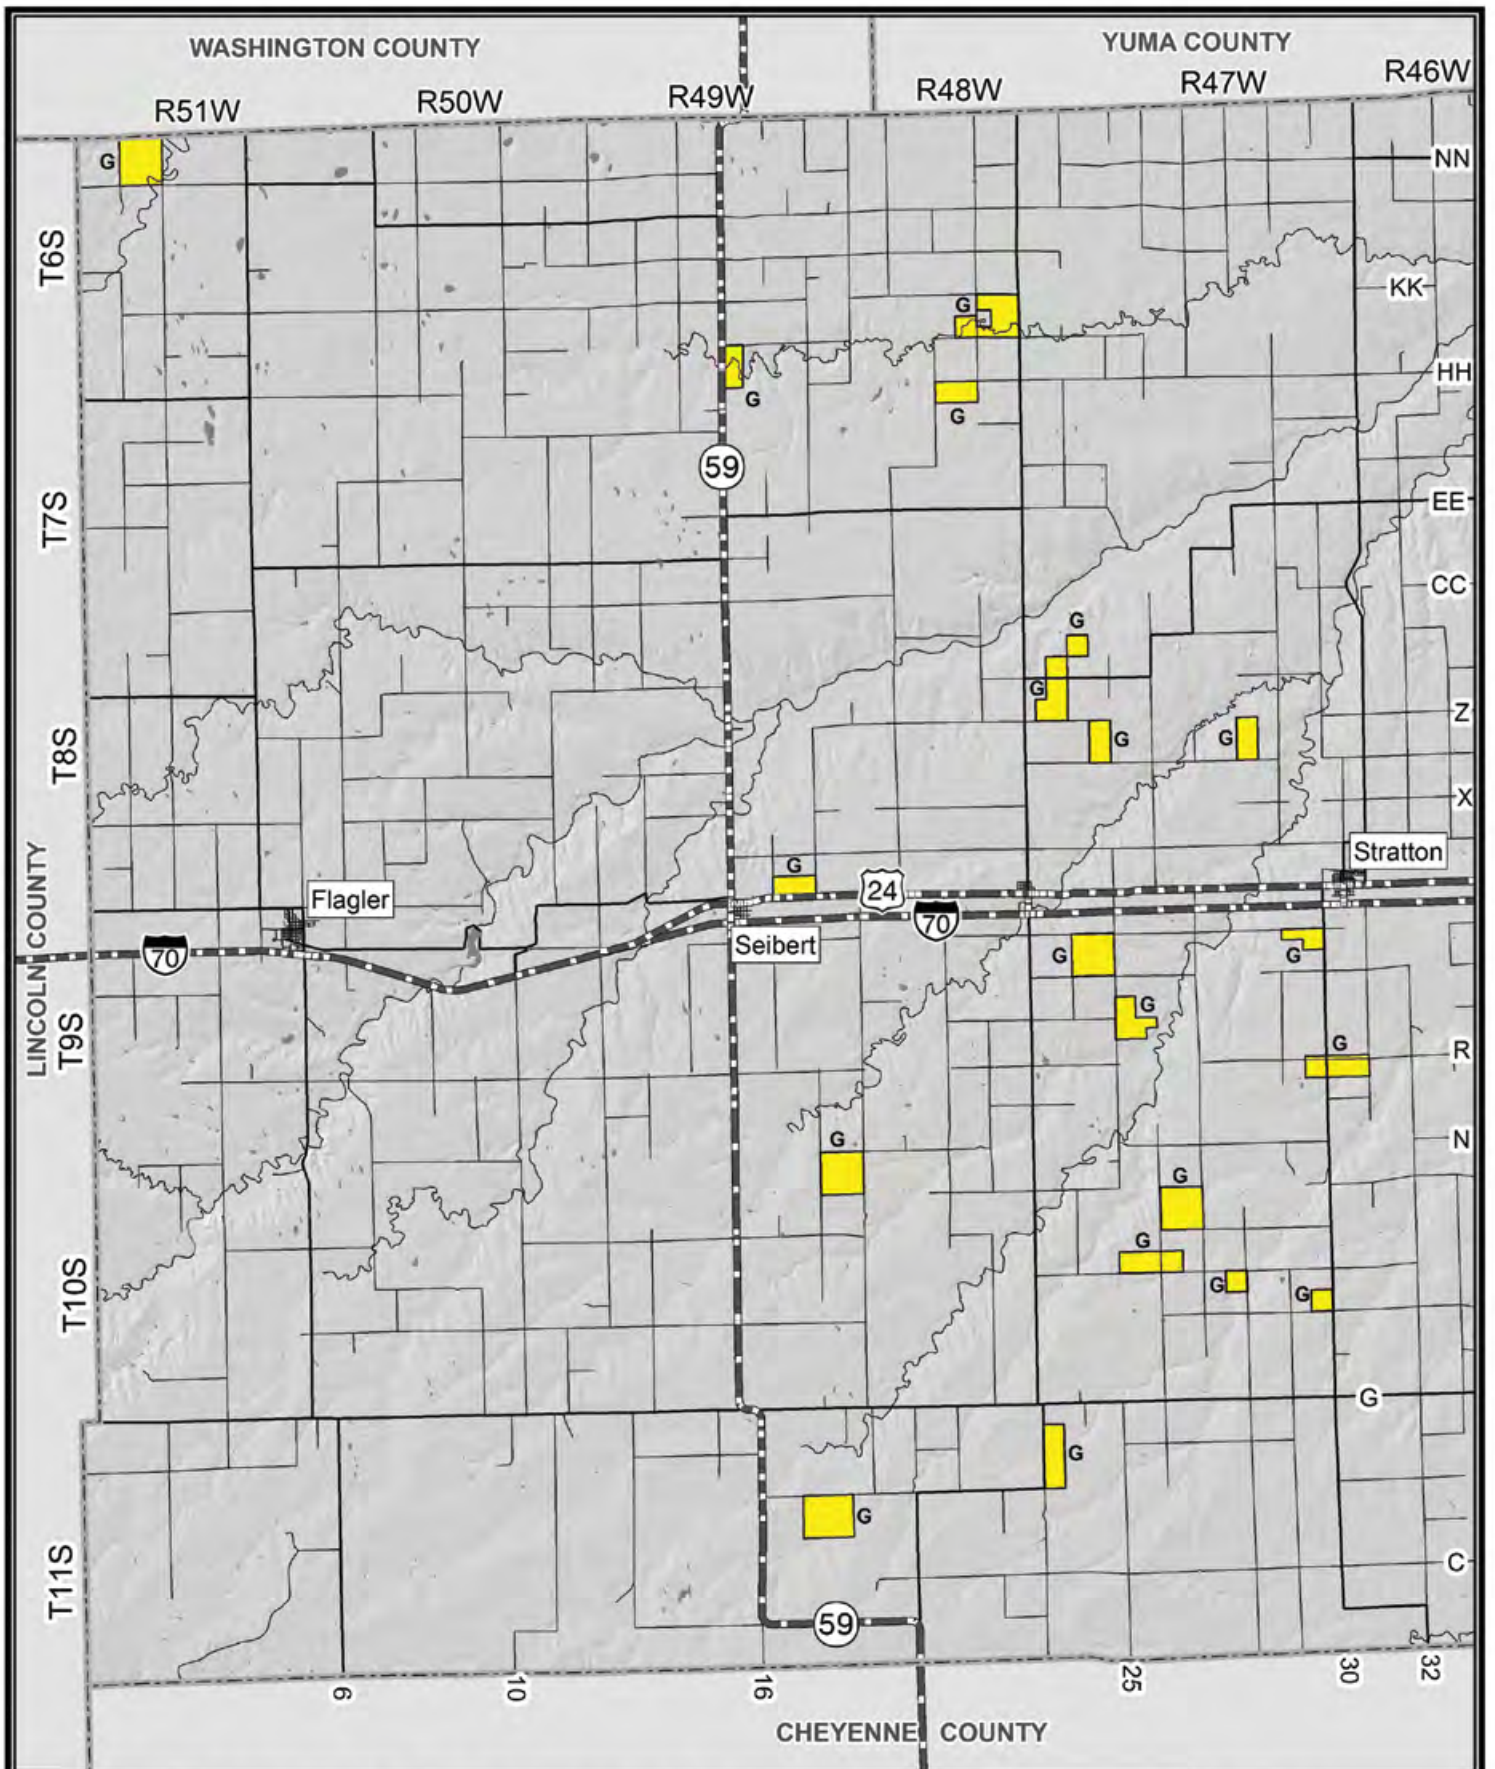 WASHINGTON COUNTY
YUMA COUNTY
R51W
R50W
R49W
R48W
R47W
R46W
G
NN
T6S
KK
G
G
HH
G
59
T7S
EE
CC
G
G
Z
G
G
T8S
X
G
Stratton
24
Flagler
70
70
Seibert
LINCOLN COUNTY
G
G
G
T9S
G
R
G
N
G
G
T10S
G
G
G
G
G
T11S
C
59
6
10
16
25
30
32
CHEYENNE COUNTY